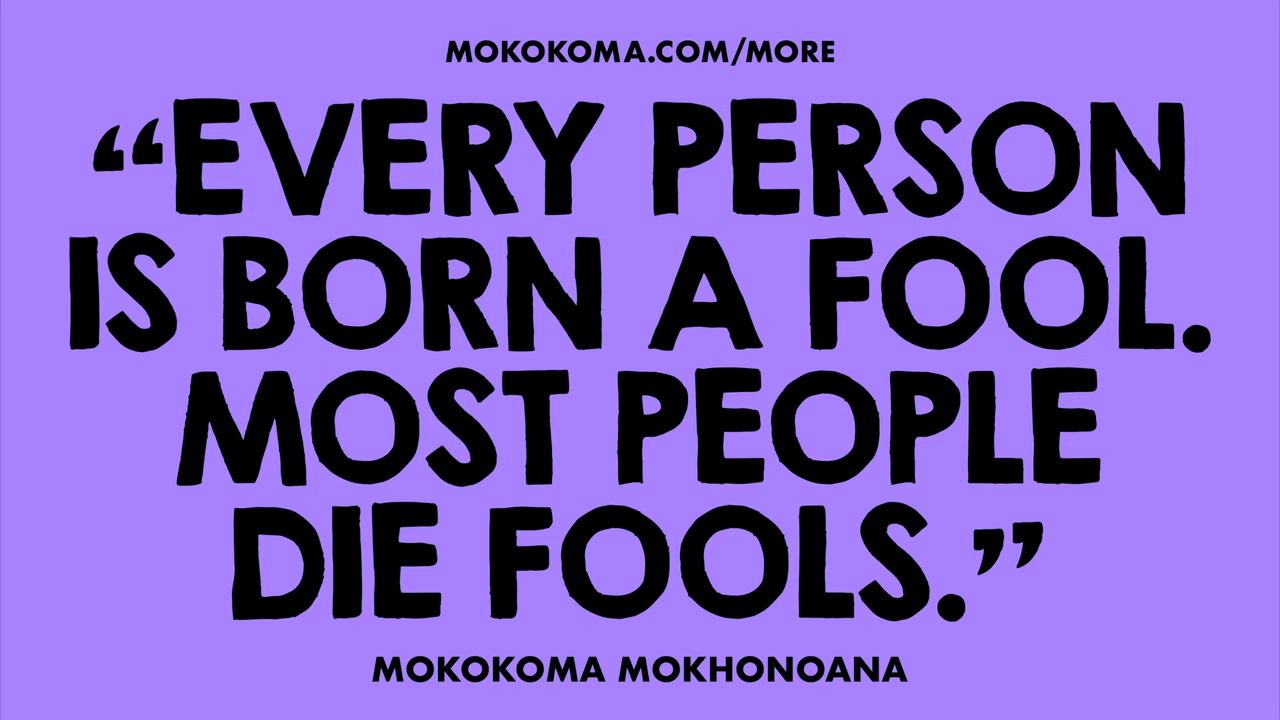 MOKOKOMA.COM/MORE
“EVERY PERSON
IS BORN A FOOL.
MOST PEOPLE
DIE FOOLS.”
MOKOKOMA MOKHONOANA